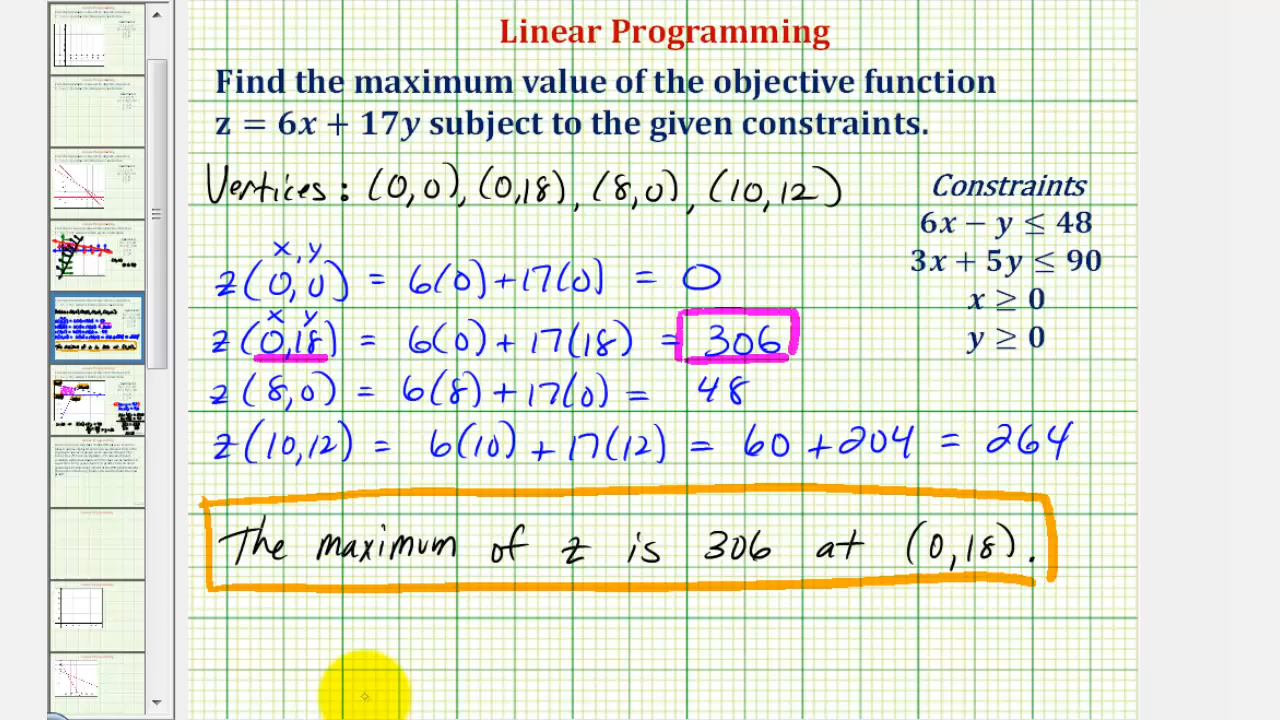 Linear Programming
Find the maximum value of the objective function
z = 6x + 17y subject to the given constraints.
Vertices: (0,0), (0,18), (8,0), (10,12)
Constraints
6x − y ≤ 48
3x + 5y ≤ 90
x ≥ 0
y ≥ 0
x, y
z(0,0) = 6(0)+17(0) = 0
x y
z(0,18) = 6(0)+17(18) = 306
z(8,0) = 6(8)+17(0) = 48
z(10,12) = 6(10)+17(12) = 60+204 = 264
The maximum of z is 306 at (0,18).